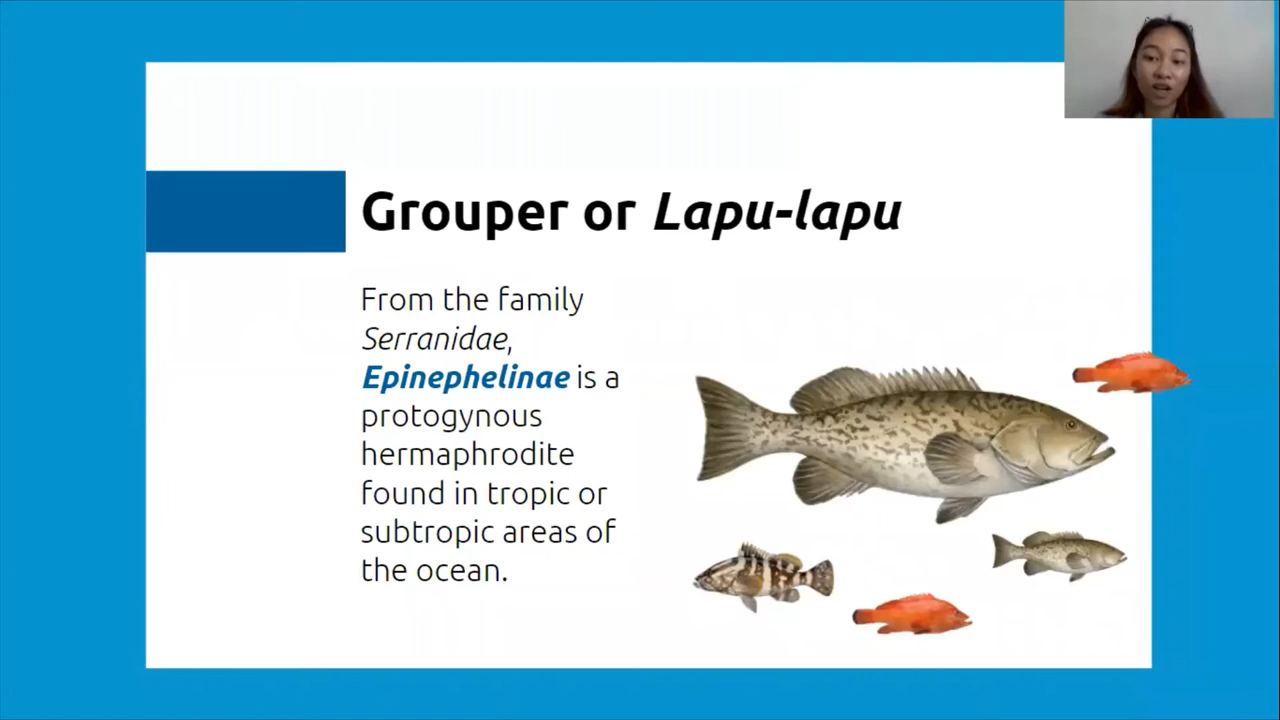 Grouper or Lapu-lapu
From the family
Serranidae,
Epinephelinae is a
protogynous
hermaphrodite
found in tropic or
subtropic areas of
the ocean.